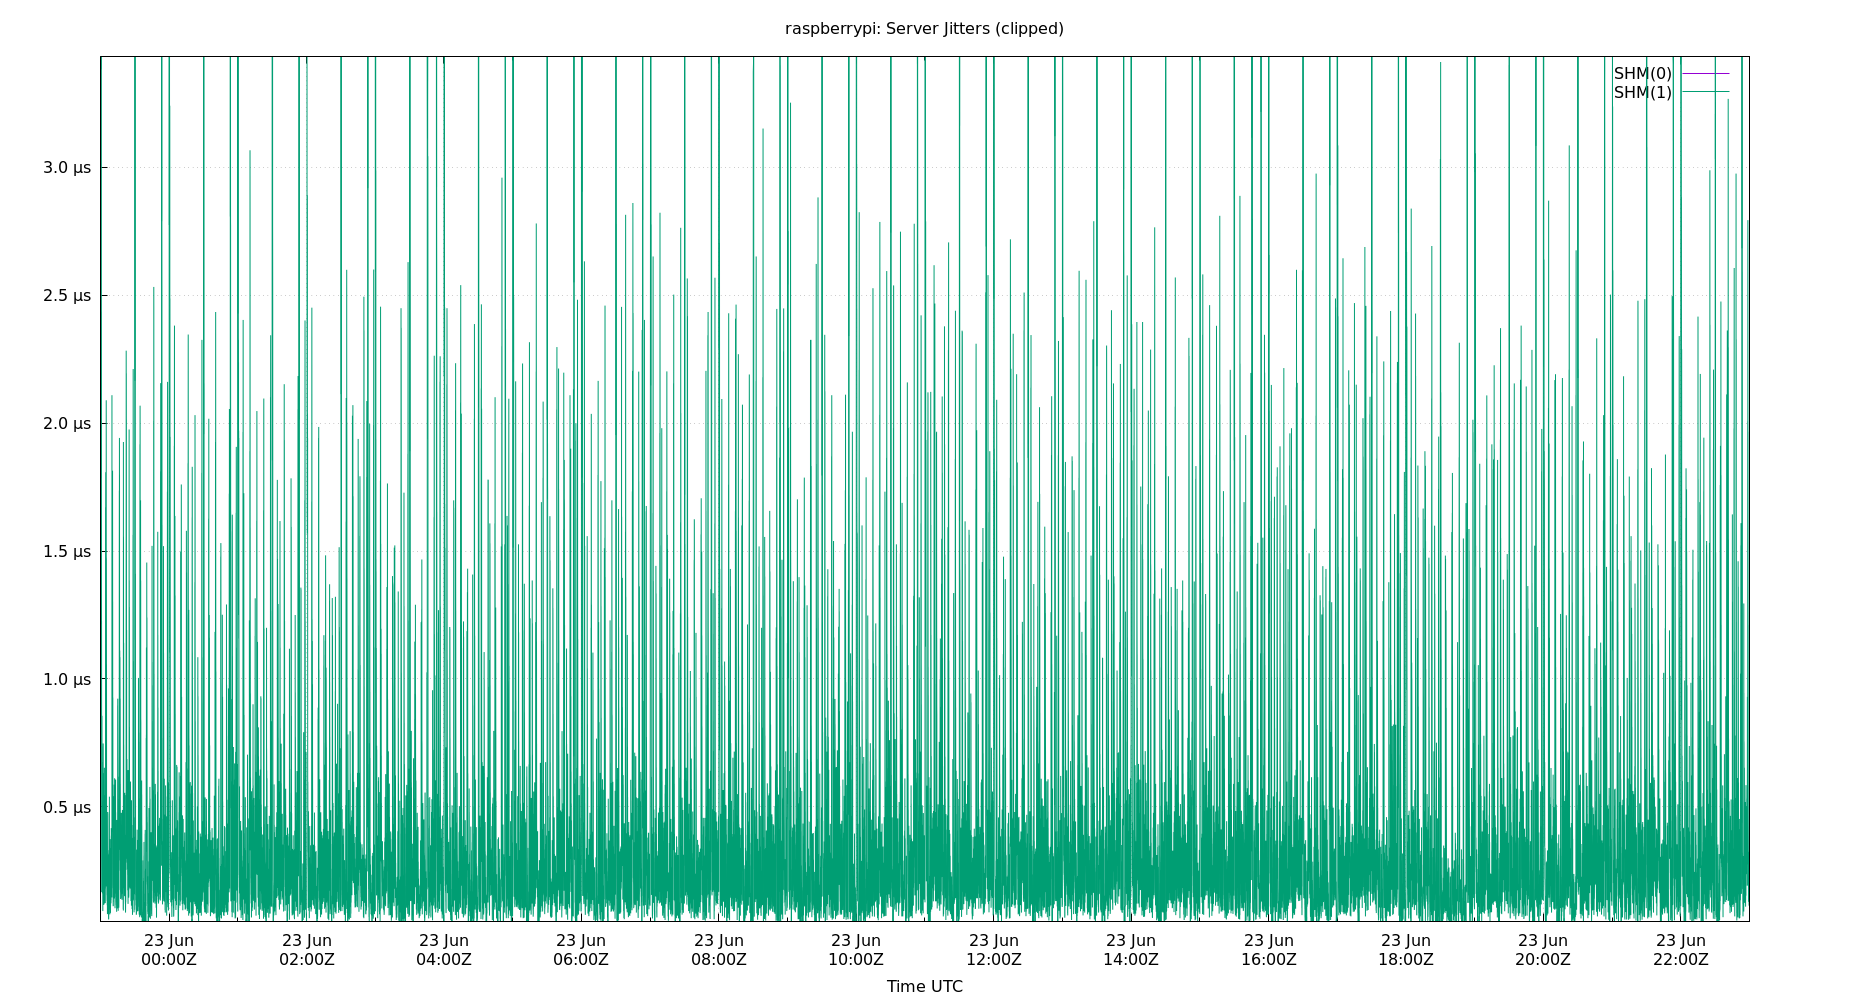 raspberrypi: Server Jitters (clipped)
SHM(0)
SHM(1)
3.0 μs
2.5 μs
2.0 μs
1.5 μs
1.0 μs
0.5 μs
23 Jun 23 Jun 23 Jun 23 Jun 23 Jun 23 Jun 23 Jun 23 Jun 23 Jun 23 Jun 23 Jun 23 Jun
00:00Z 02:00Z 04:00Z 06:00Z 08:00Z 10:00Z 12:00Z 14:00Z 16:00Z 18:00Z 20:00Z 22:00Z
Time UTC